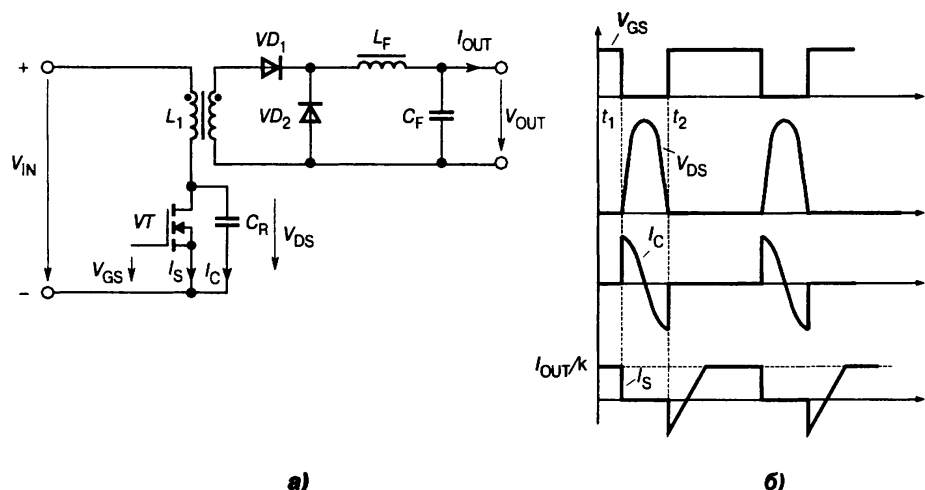 VD1
LF
IOUT
+
L1
VD2
CF
VOUT
VIN
VT
CR
VDS
VGS
IS
IC
−
а)
VGS
t1
t2
VDS
IC
IOUT/k
IS
б)